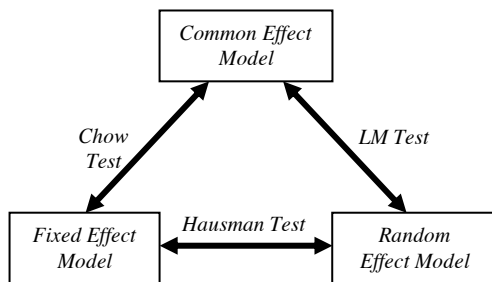 Common Effect
Model
Chow
Test
LM Test
Fixed Effect
Model
Hausman Test
Random
Effect Model